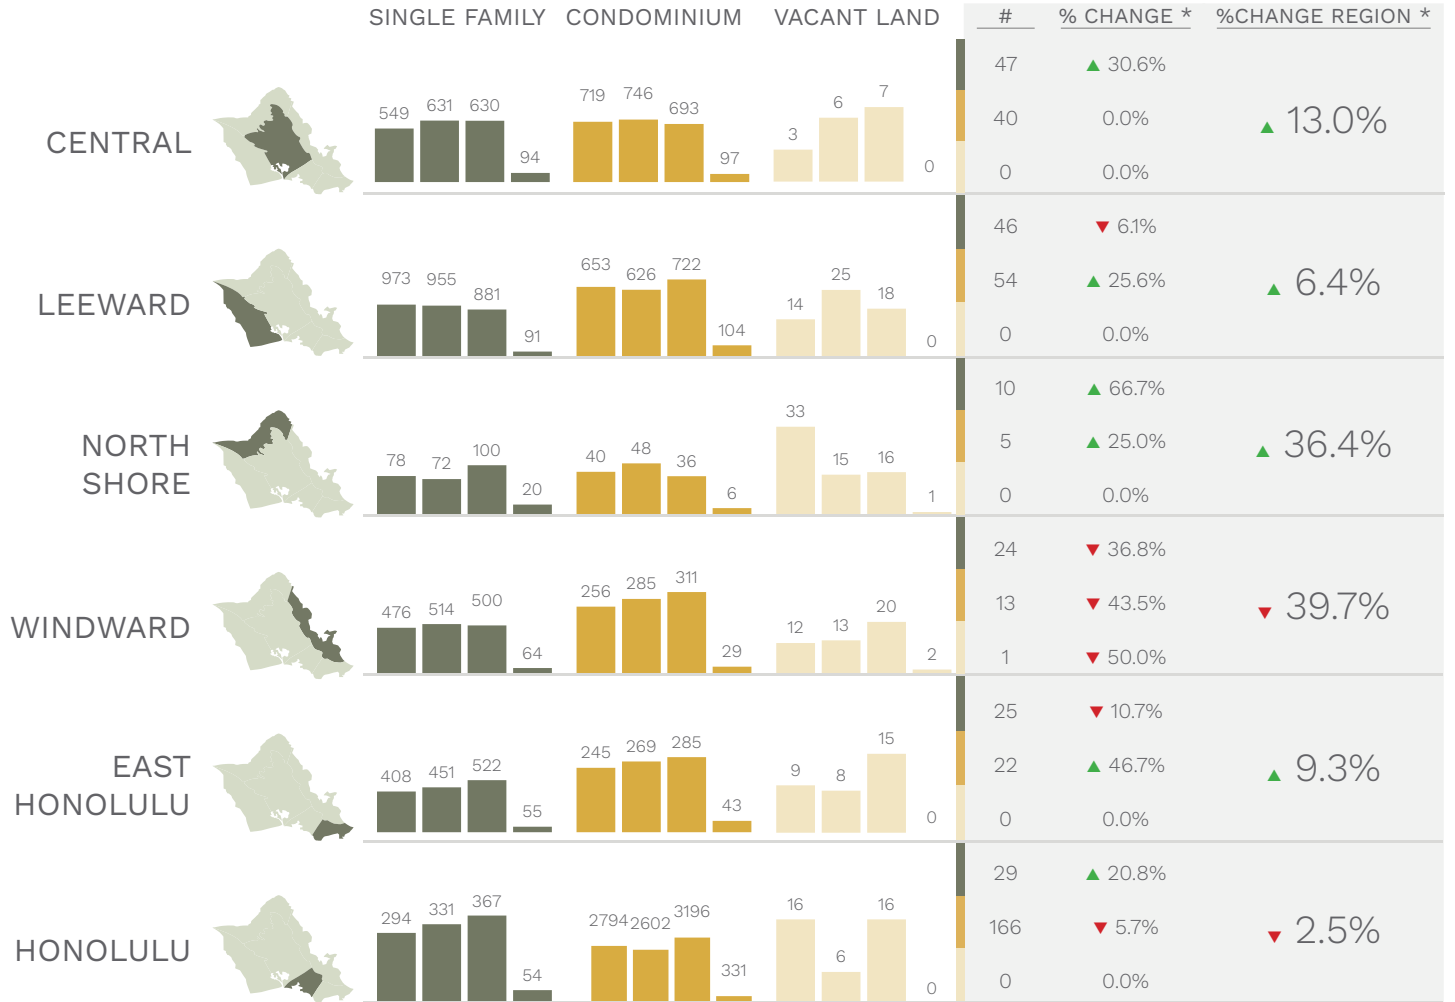 SINGLE FAMILY CONDOMINIUM VACANT LAND # % CHANGE * %CHANGE REGION *
CENTRAL
549 631 630 94
719 746 693 97
3 6 7 0
47 30.6%
40 0.0%
0 0.0%
13.0%
LEEWARD
973 955 881 91
653 626 722 104
14 25 18 0
46 6.1%
54 25.6%
0 0.0%
6.4%
NORTH
SHORE
78 72 100 20
40 48 36 6
33 15 16 1
10 66.7%
5 25.0%
0 0.0%
36.4%
WINDWARD
476 514 500 64
256 285 311 29
12 13 20 2
24 36.8%
13 43.5%
1 50.0%
39.7%
EAST
HONOLULU
408 451 522 55
245 269 285 43
9 8 15 0
25 10.7%
22 46.7%
0 0.0%
9.3%
HONOLULU
294 331 367 54
2794 2602 3196 331
16 6 16 0
29 20.8%
166 5.7%
0 0.0%
2.5%